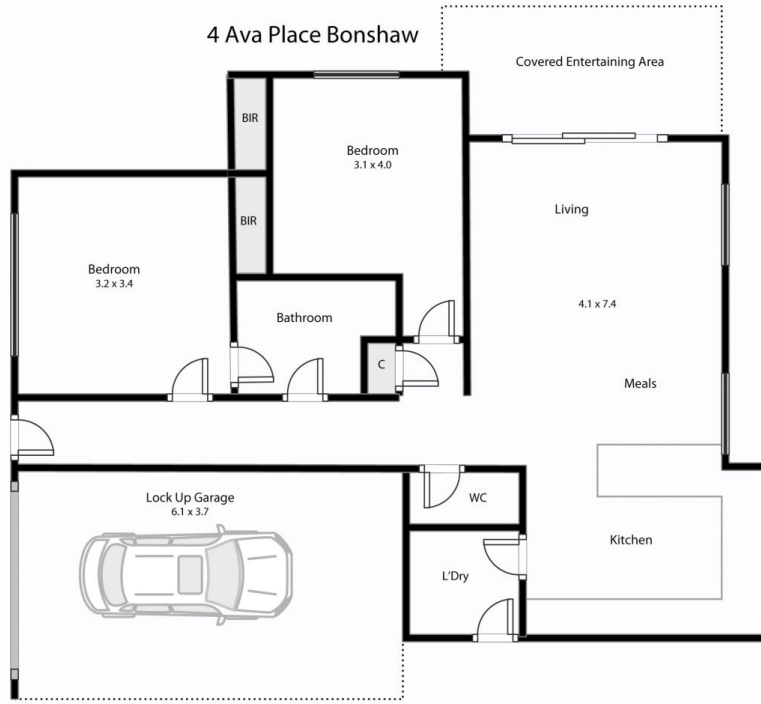 4 Ava Place Bonshaw
Covered Entertaining Area
BIR
Bedroom
3.1 x 4.0
Living
BIR
Bedroom
3.2 x 3.4
4.1 x 7.4
Bathroom
C
Meals
Lock Up Garage
6.1 x 3.7
WC
Kitchen
L'Dry